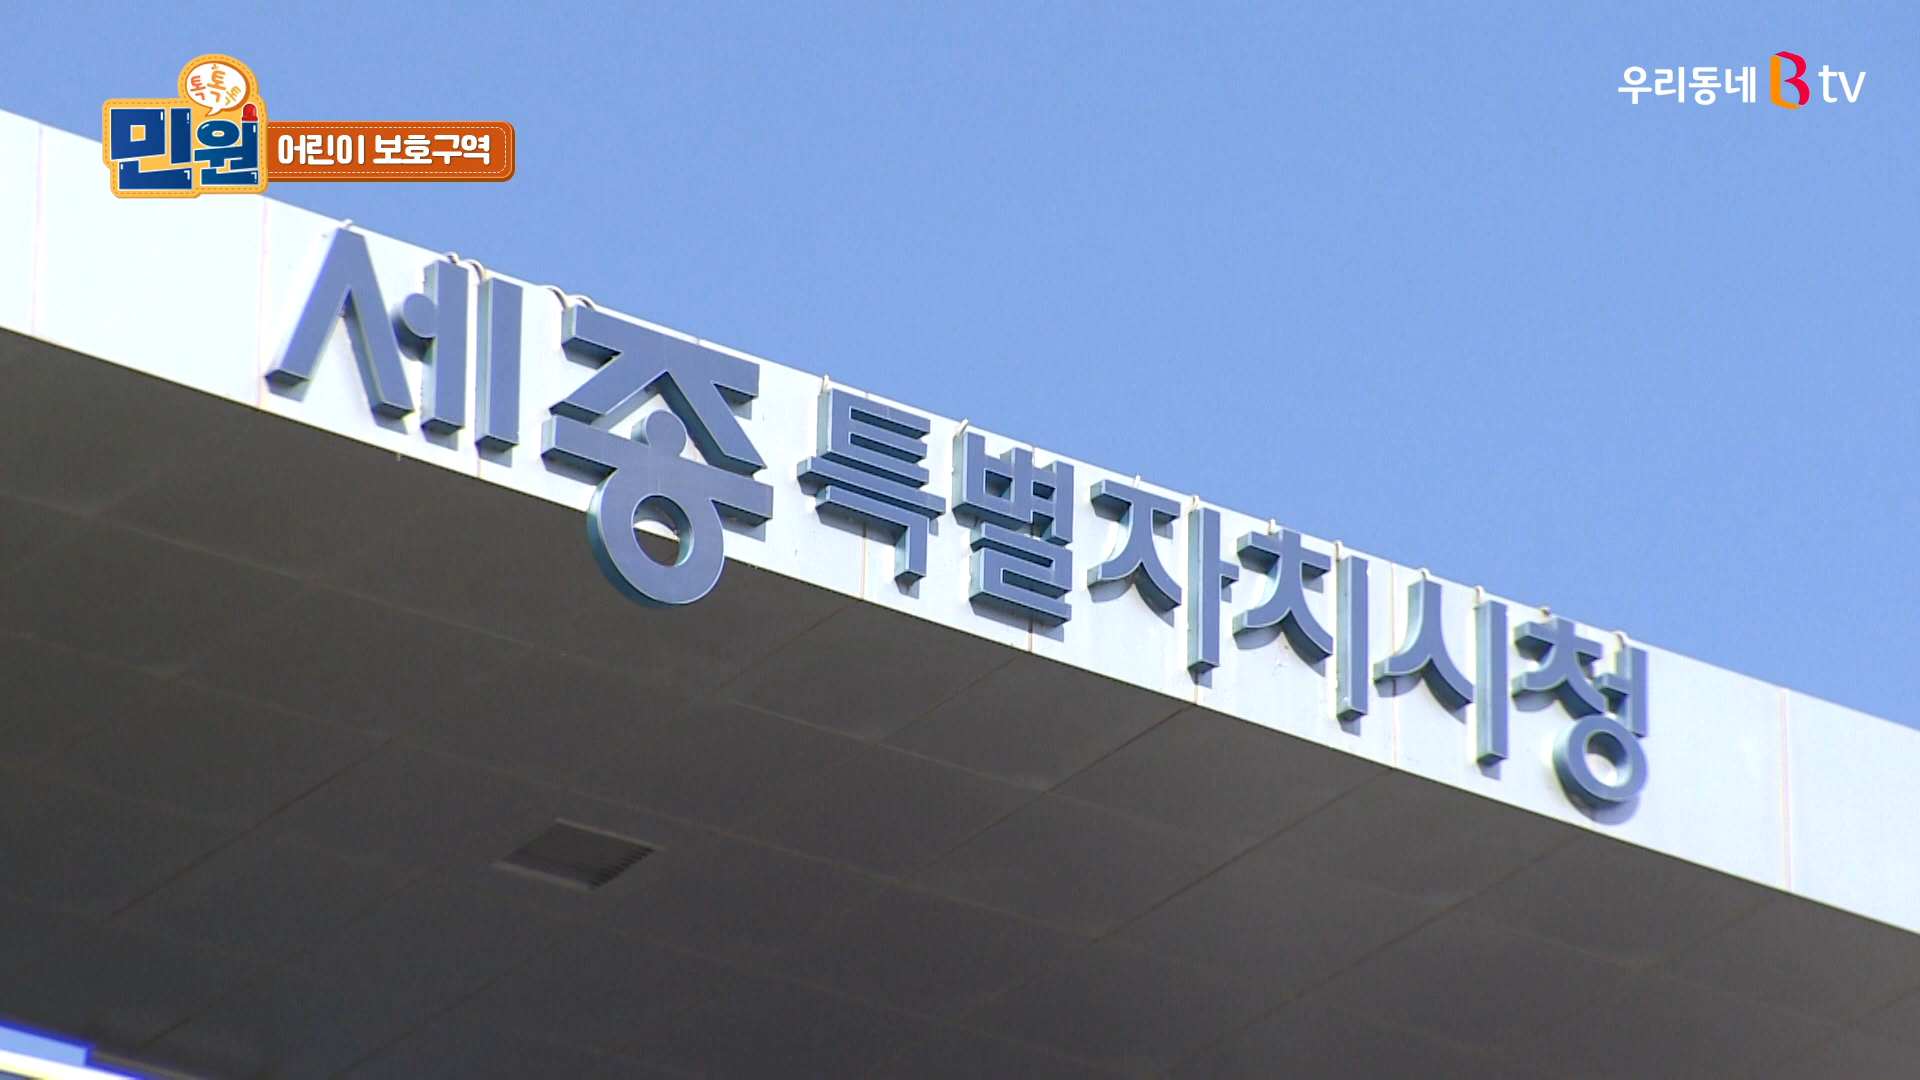 톡톡
민원
어린이 보호구역
우리동네 B tv
세종특별자치시청